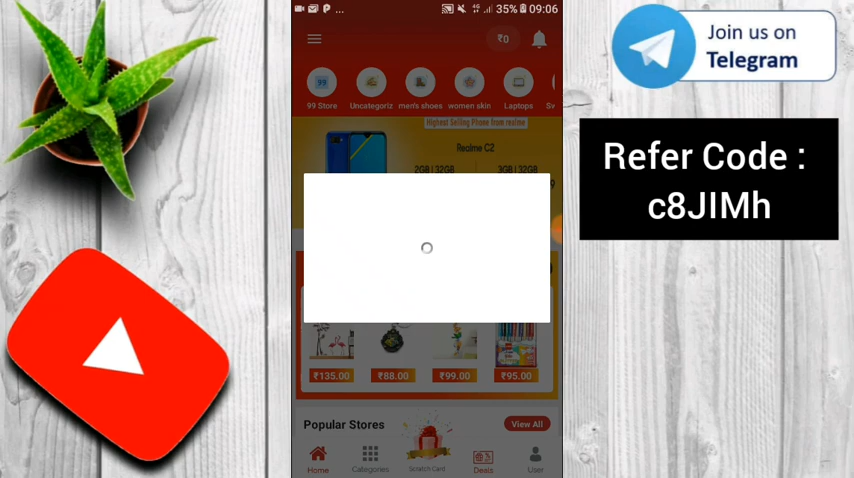 ... 35% 09:06
₹0
99 Store Uncategoriz men's shoes women skin Laptops Sv
Highest Selling Phone from realme
Realme C2
2GB | 32GB 3GB | 32GB
₹135.00 ₹88.00 ₹99.00 ₹95.00
Popular Stores View All
Home Categories Scratch Card Deals User
Join us on
Telegram
Refer Code :
c8JIMh